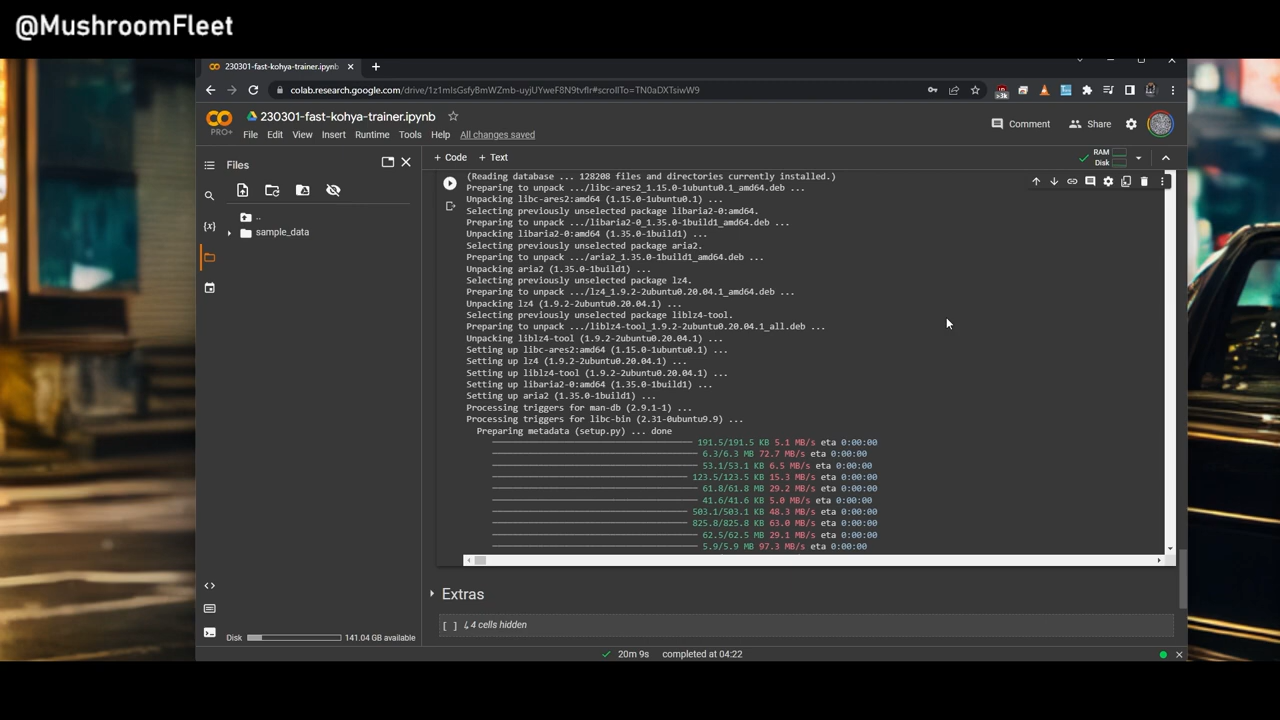 @MushroomFleet
230301-fast-kohya-trainer.ipynb
colab.research.google.com/drive/1z1mIsGsfyBmWZmb-uyjUYweF8N9tvfIr#scrollTo=TN0aDXTsiwW9
>3k
230301-fast-kohya-trainer.ipynb
PRO+
File Edit View Insert Runtime Tools Help All changes saved
Comment
Share
Files
+ Code + Text
RAM
Disk
..
sample_data
(Reading database ... 128208 files and directories currently installed.)
Preparing to unpack .../libc-ares2_1.15.0-1ubuntu0.1_amd64.deb ...
Unpacking libc-ares2:amd64 (1.15.0-1ubuntu0.1) ...
Selecting previously unselected package libaria2-0:amd64.
Preparing to unpack .../libaria2-0_1.35.0-1build1_amd64.deb ...
Unpacking libaria2-0:amd64 (1.35.0-1build1) ...
Selecting previously unselected package aria2.
Preparing to unpack .../aria2_1.35.0-1build1_amd64.deb ...
Unpacking aria2 (1.35.0-1build1) ...
Selecting previously unselected package lz4.
Preparing to unpack .../lz4_1.9.2-2ubuntu0.20.04.1_amd64.deb ...
Unpacking lz4 (1.9.2-2ubuntu0.20.04.1) ...
Selecting previously unselected package liblz4-tool.
Preparing to unpack .../liblz4-tool_1.9.2-2ubuntu0.20.04.1_all.deb ...
Unpacking liblz4-tool (1.9.2-2ubuntu0.20.04.1) ...
Setting up libc-ares2:amd64 (1.15.0-1ubuntu0.1) ...
Setting up lz4 (1.9.2-2ubuntu0.20.04.1) ...
Setting up liblz4-tool (1.9.2-2ubuntu0.20.04.1) ...
Setting up libaria2-0:amd64 (1.35.0-1build1) ...
Setting up aria2 (1.35.0-1build1) ...
Processing triggers for man-db (2.9.1-1) ...
Processing triggers for libc-bin (2.31-0ubuntu9.9) ...
Preparing metadata (setup.py) ... done
191.5/191.5 KB 5.1 MB/s eta 0:00:00
6.3/6.3 MB 72.7 MB/s eta 0:00:00
53.1/53.1 KB 6.5 MB/s eta 0:00:00
123.5/123.5 KB 15.3 MB/s eta 0:00:00
61.8/61.8 MB 29.2 MB/s eta 0:00:00
41.6/41.6 KB 5.0 MB/s eta 0:00:00
503.1/503.1 KB 48.3 MB/s eta 0:00:00
825.8/825.8 KB 63.0 MB/s eta 0:00:00
62.5/62.5 MB 29.1 MB/s eta 0:00:00
5.9/5.9 MB 97.3 MB/s eta 0:00:00
Extras
[ ] ↳ 4 cells hidden
Disk 141.04 GB available
20m 9s completed at 04:22